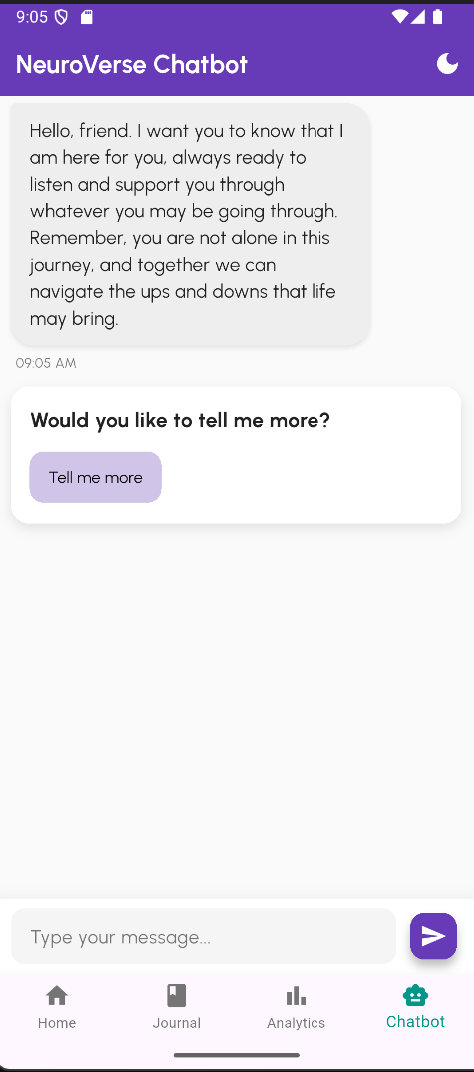 9:05
NeuroVerse Chatbot
Hello, friend. I want you to know that I
am here for you, always ready to
listen and support you through
whatever you may be going through.
Remember, you are not alone in this
journey, and together we can
navigate the ups and downs that life
may bring.
09:05 AM
Would you like to tell me more?
Tell me more
Type your message...
Home
Journal
Analytics
Chatbot